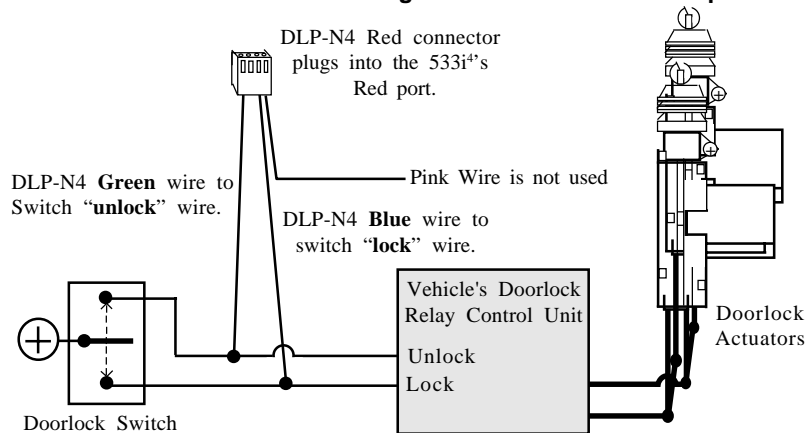 DLP-N4 Red connector
plugs into the 533i⁴'s
Red port.
DLP-N4 Green wire to
Switch “unlock” wire.
Pink Wire is not used
DLP-N4 Blue wire to
switch “lock” wire.
Vehicle's Doorlock
Relay Control Unit
Unlock
Lock
Doorlock
Actuators
Doorlock Switch